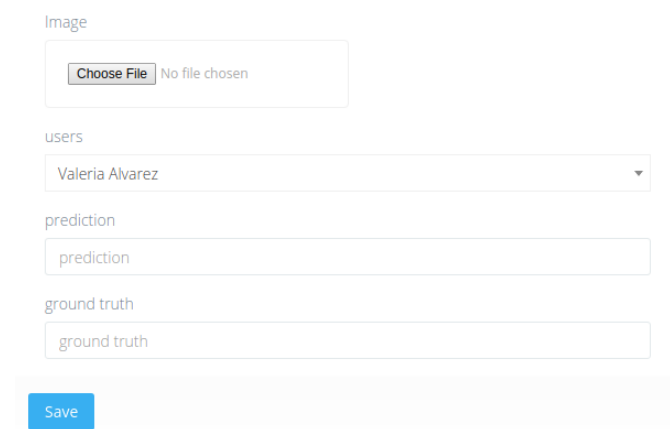 Image
Choose File No file chosen
users
Valeria Alvarez
prediction
prediction
ground truth
ground truth
Save